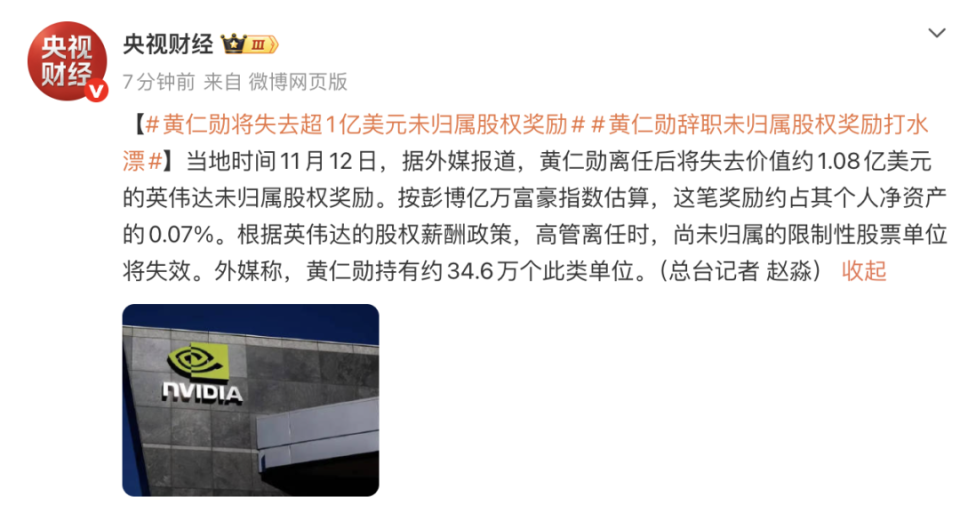 央视
财经
央视财经 III
7分钟前 来自 微博网页版
【#黄仁勋将失去超1亿美元未归属股权奖励# #黄仁勋辞职未归属股权奖励打水
漂#】当地时间11月12日，据外媒报道，黄仁勋离任后将失去价值约1.08亿美元
的英伟达未归属股权奖励。按彭博亿万富豪指数估算，这笔奖励约占其个人净资产
的0.07%。根据英伟达的股权薪酬政策，高管离任时，尚未归属的限制性股票单位
将失效。外媒称，黄仁勋持有约34.6万个此类单位。（总台记者 赵淼） 收起
NVIDIA